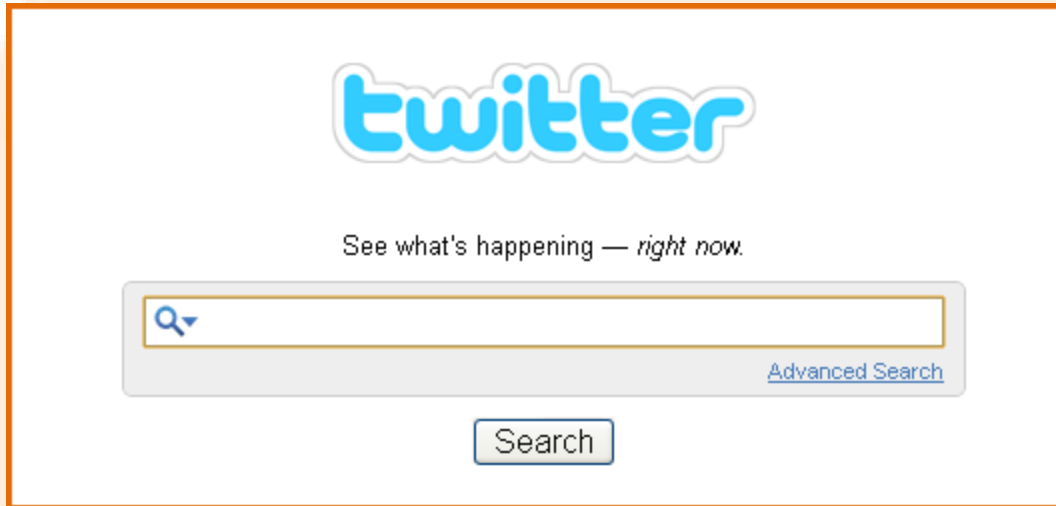 twitter
See what's happening — right now.
Advanced Search
Search